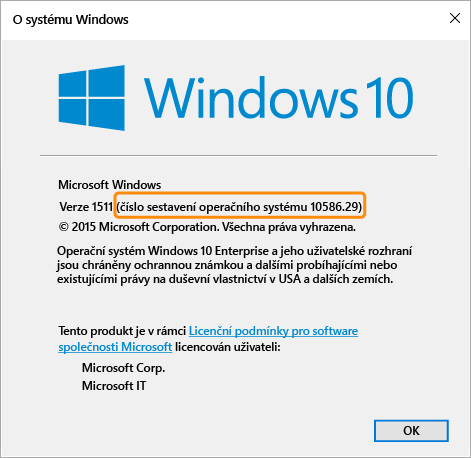 O systému Windows
Windows 10
Microsoft Windows
Verze 1511 (číslo sestavení operačního systému 10586.29)
© 2015 Microsoft Corporation. Všechna práva vyhrazena.
Operační systém Windows 10 Enterprise a jeho uživatelské rozhraní
jsou chráněny ochrannou známkou a dalšími probíhajícími nebo
existujícími právy na duševní vlastnictví v USA a dalších zemích.
Tento produkt je v rámci Licenční podmínky pro software
společnosti Microsoft licencován uživateli:
Microsoft Corp.
Microsoft IT
OK